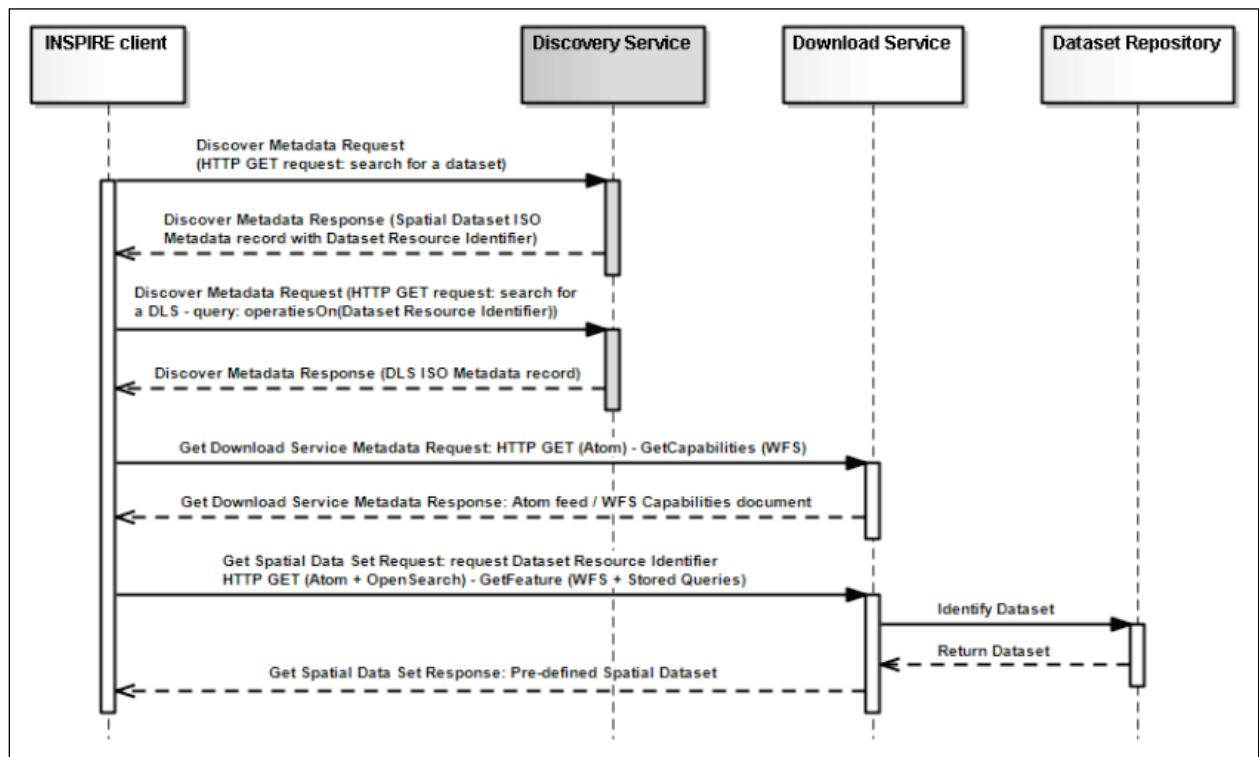 INSPIRE client
Discovery Service
Download Service
Dataset Repository
Discover Metadata Request
(HTTP GET request: search for a dataset)
Discover Metadata Response (Spatial Dataset ISO
Metadata record with Dataset Resource Identifier)
Discover Metadata Request (HTTP GET request: search for
a DLS - query: operatiesOn(Dataset Resource Identifier))
Discover Metadata Response (DLS ISO Metadata record)
Get Download Service Metadata Request: HTTP GET (Atom) - GetCapabilities (WFS)
Get Download Service Metadata Response: Atom feed / WFS Capabilities document
Get Spatial Data Set Request: request Dataset Resource Identifier
HTTP GET (Atom + OpenSearch) - GetFeature (WFS + Stored Queries)
Identify Dataset
Return Dataset
Get Spatial Data Set Response: Pre-defined Spatial Dataset